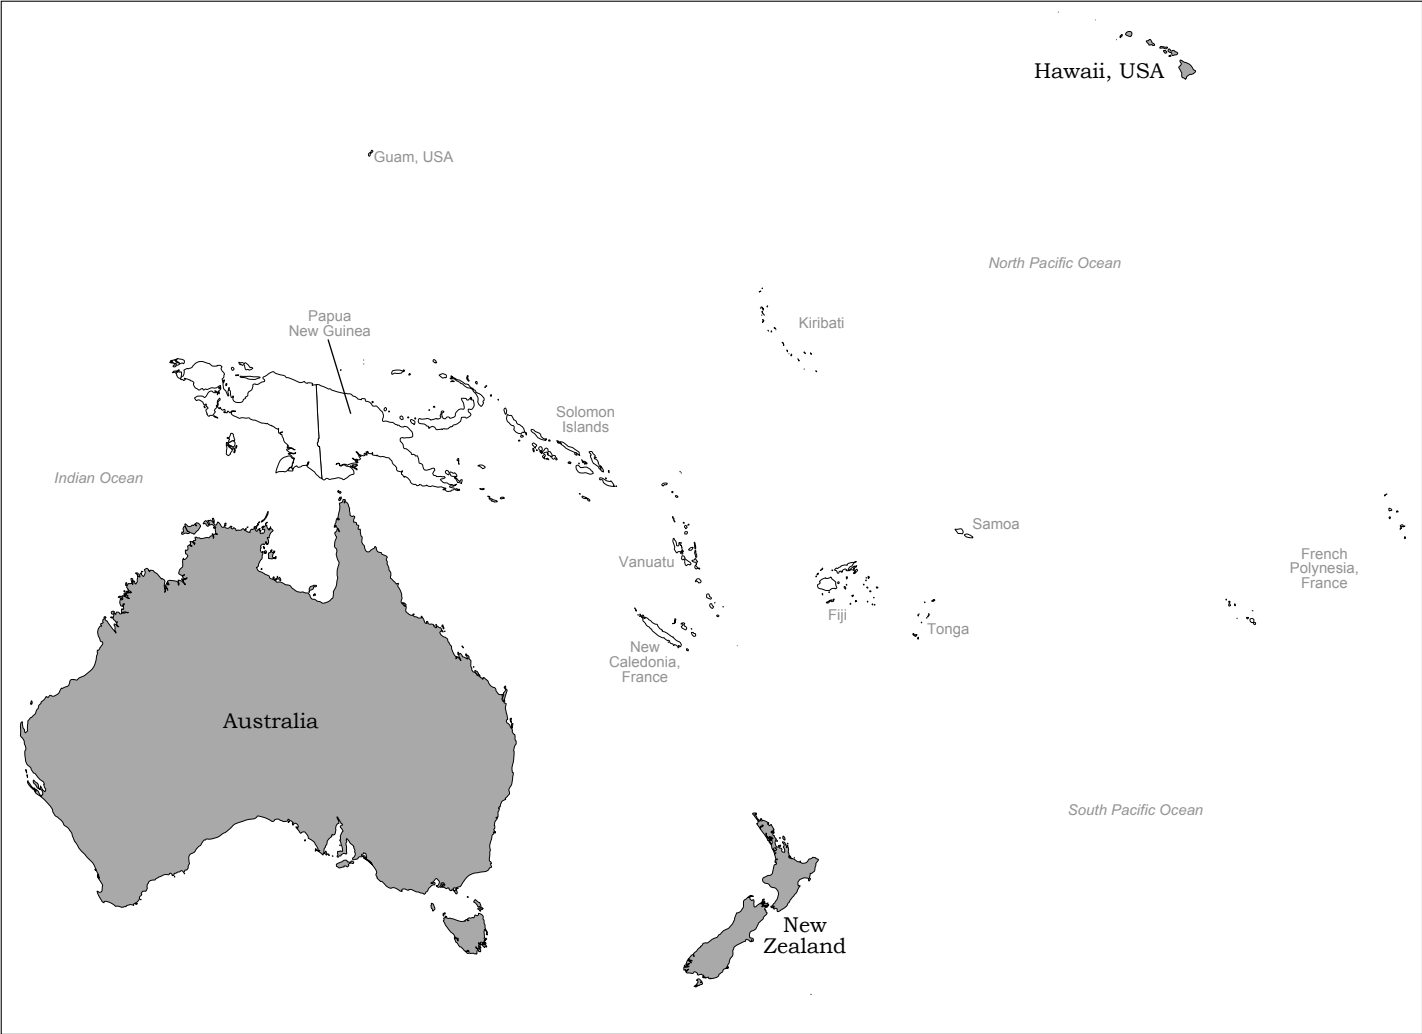 Hawaii, USA
Guam, USA
North Pacific Ocean
Papua
New Guinea
Kiribati
Solomon
Islands
Indian Ocean
Samoa
Vanuatu
French
Polynesia,
France
Fiji
Tonga
New
Caledonia,
France
Australia
South Pacific Ocean
New
Zealand